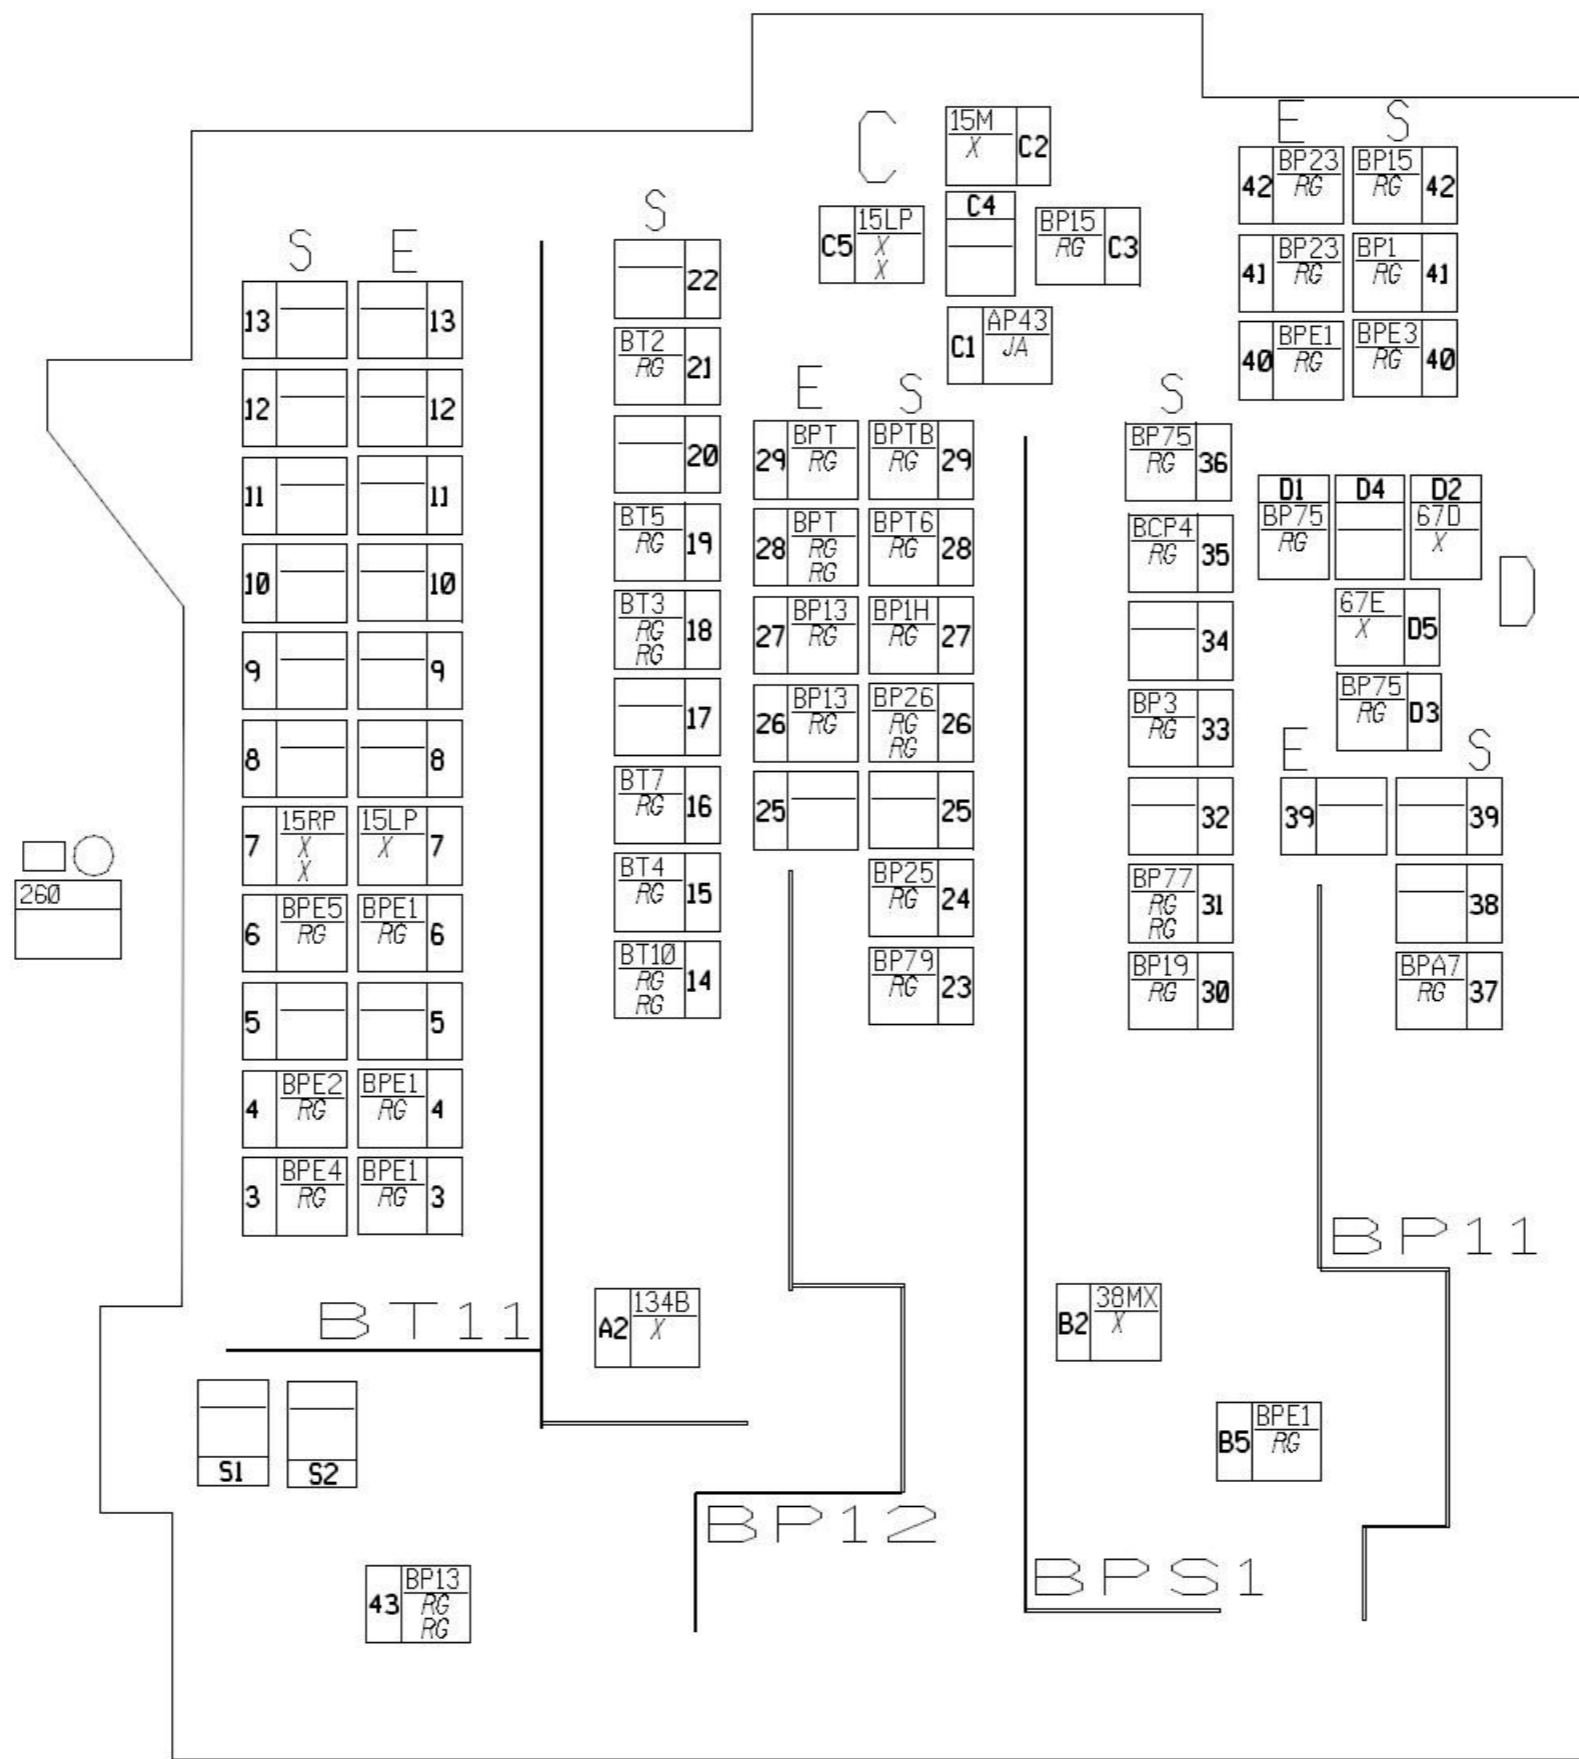 C
15M
X
C2
C4
C5
15LP
X
X
BP15
RG
C3
C1
AP43
JA
E S
42 BP23
RG
BP15 42
RG
41 BP23
RG
BP1 41
RG
40 BPE1
RG
BPE3 40
RG
S E
13 13
12 12
11 11
10 10
9 9
8 8
7 15RP
X
X
15LP 7
X
6 BPE5
RG
BPE1 6
RG
5 5
4 BPE2
RG
BPE1 4
RG
3 BPE4
RG
BPE1 3
RG
BT11
260
S
22
BT2 21
RG
20
BT5 19
RG
BT3 18
RG
RG
17
BT7 16
RG
BT4 15
RG
BT10 14
RG
RG
E S
29 BPT
RG
BPTB 29
RG
28 BPT
RG
RG
BPT6 28
RG
27 BP13
RG
BP1H 27
RG
26 BP13
RG
BP26 26
RG
RG
25 25
BP25 24
RG
BP79 23
RG
S
BP75 36
RG
BCP4 35
RG
34
BP3 33
RG
32
BP77 31
RG
RG
BP19 30
RG
D1 D4 D2
BP75
RG
67D
X
D
67E D5
X
BP75 D3
RG
E S
39 39
38
BPA7 37
RG
BP11
A2 134B
X
B2 38MX
X
B5 BPE1
RG
S1 S2
BP12
BPS1
43 BP13
RG
RG